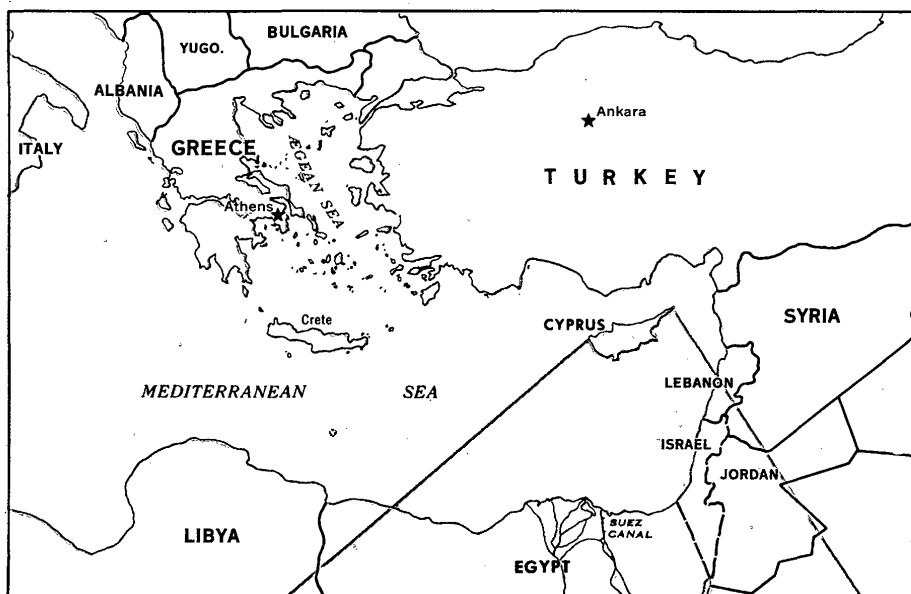 BULGARIA
YUGO.
ALBANIA
Ankara
ITALY
GREECE
ÆGEAN SEA
TURKEY
Athens
Crete
CYPRUS
SYRIA
MEDITERRANEAN SEA
LEBANON
ISRAEL
JORDAN
SUEZ
CANAL
LIBYA
EGYPT